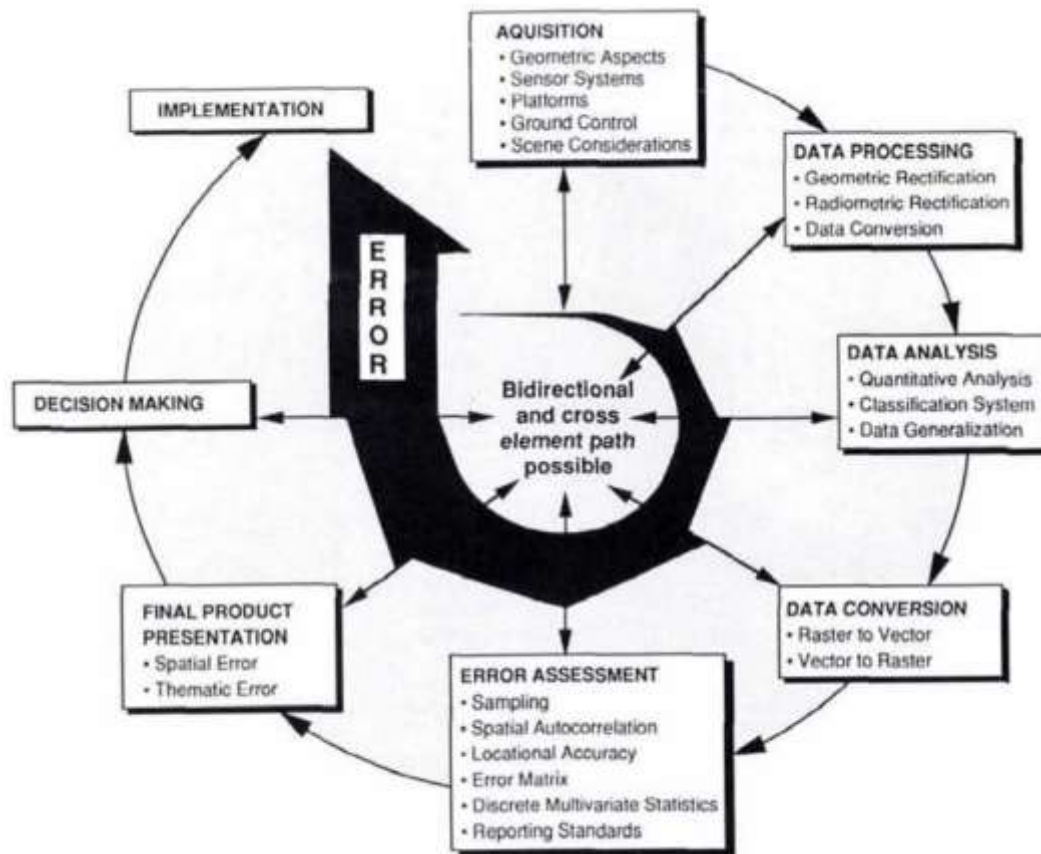 AQUISITION
• Geometric Aspects
• Sensor Systems
• Platforms
• Ground Control
• Scene Considerations
DATA PROCESSING
• Geometric Rectification
• Radiometric Rectification
• Data Conversion
DATA ANALYSIS
• Quantitative Analysis
• Classification System
• Data Generalization
DATA CONVERSION
• Raster to Vector
• Vector to Raster
ERROR ASSESSMENT
• Sampling
• Spatial Autocorrelation
• Locational Accuracy
• Error Matrix
• Discrete Multivariate Statistics
• Reporting Standards
FINAL PRODUCT
PRESENTATION
• Spatial Error
• Thematic Error
DECISION MAKING
IMPLEMENTATION
ERROR
Bidirectional
and cross
element path
possible